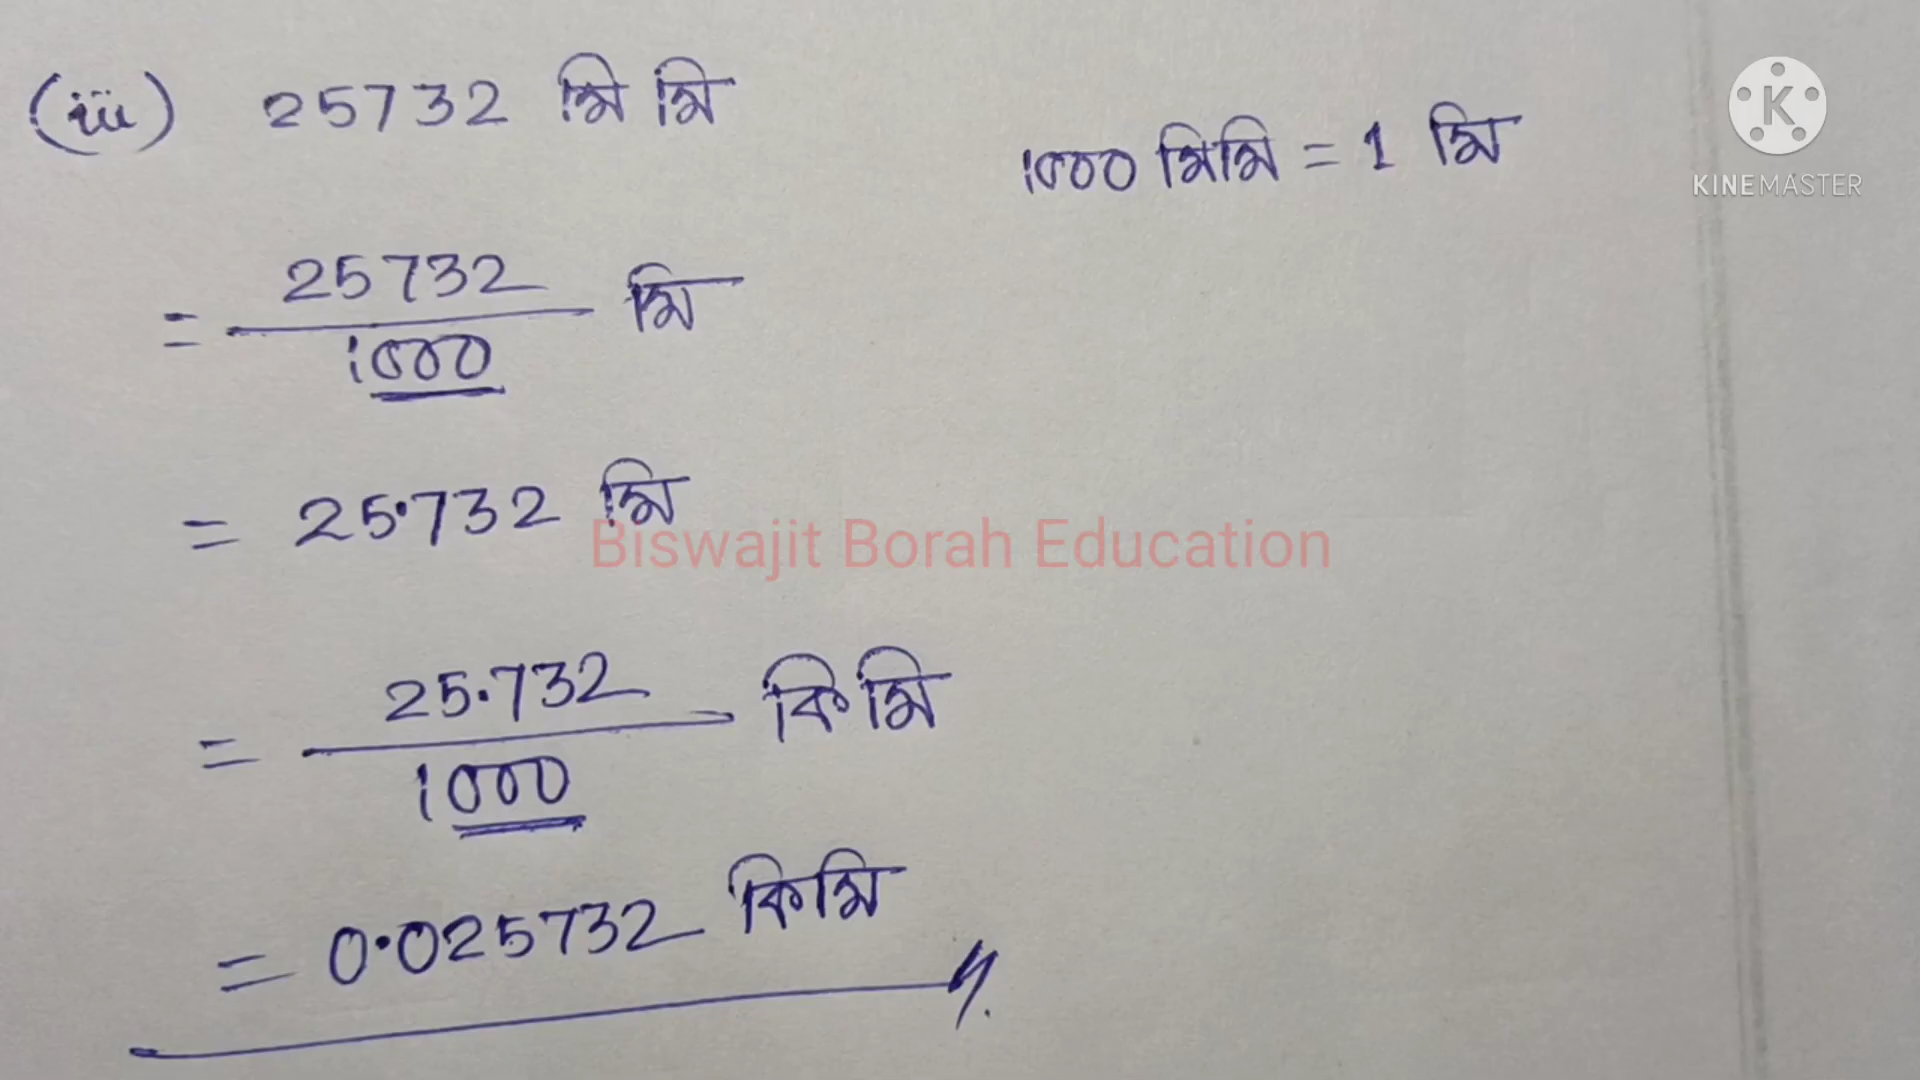 (iii) 25732 মি মি
1000 মিমি = 1 মি
K
KINEMASTER
= 25732 / 1000 মি
= 25.732 মি
Biswajit Borah Education
= 25.732 / 1000 কি মি
= 0.025732 কিমি